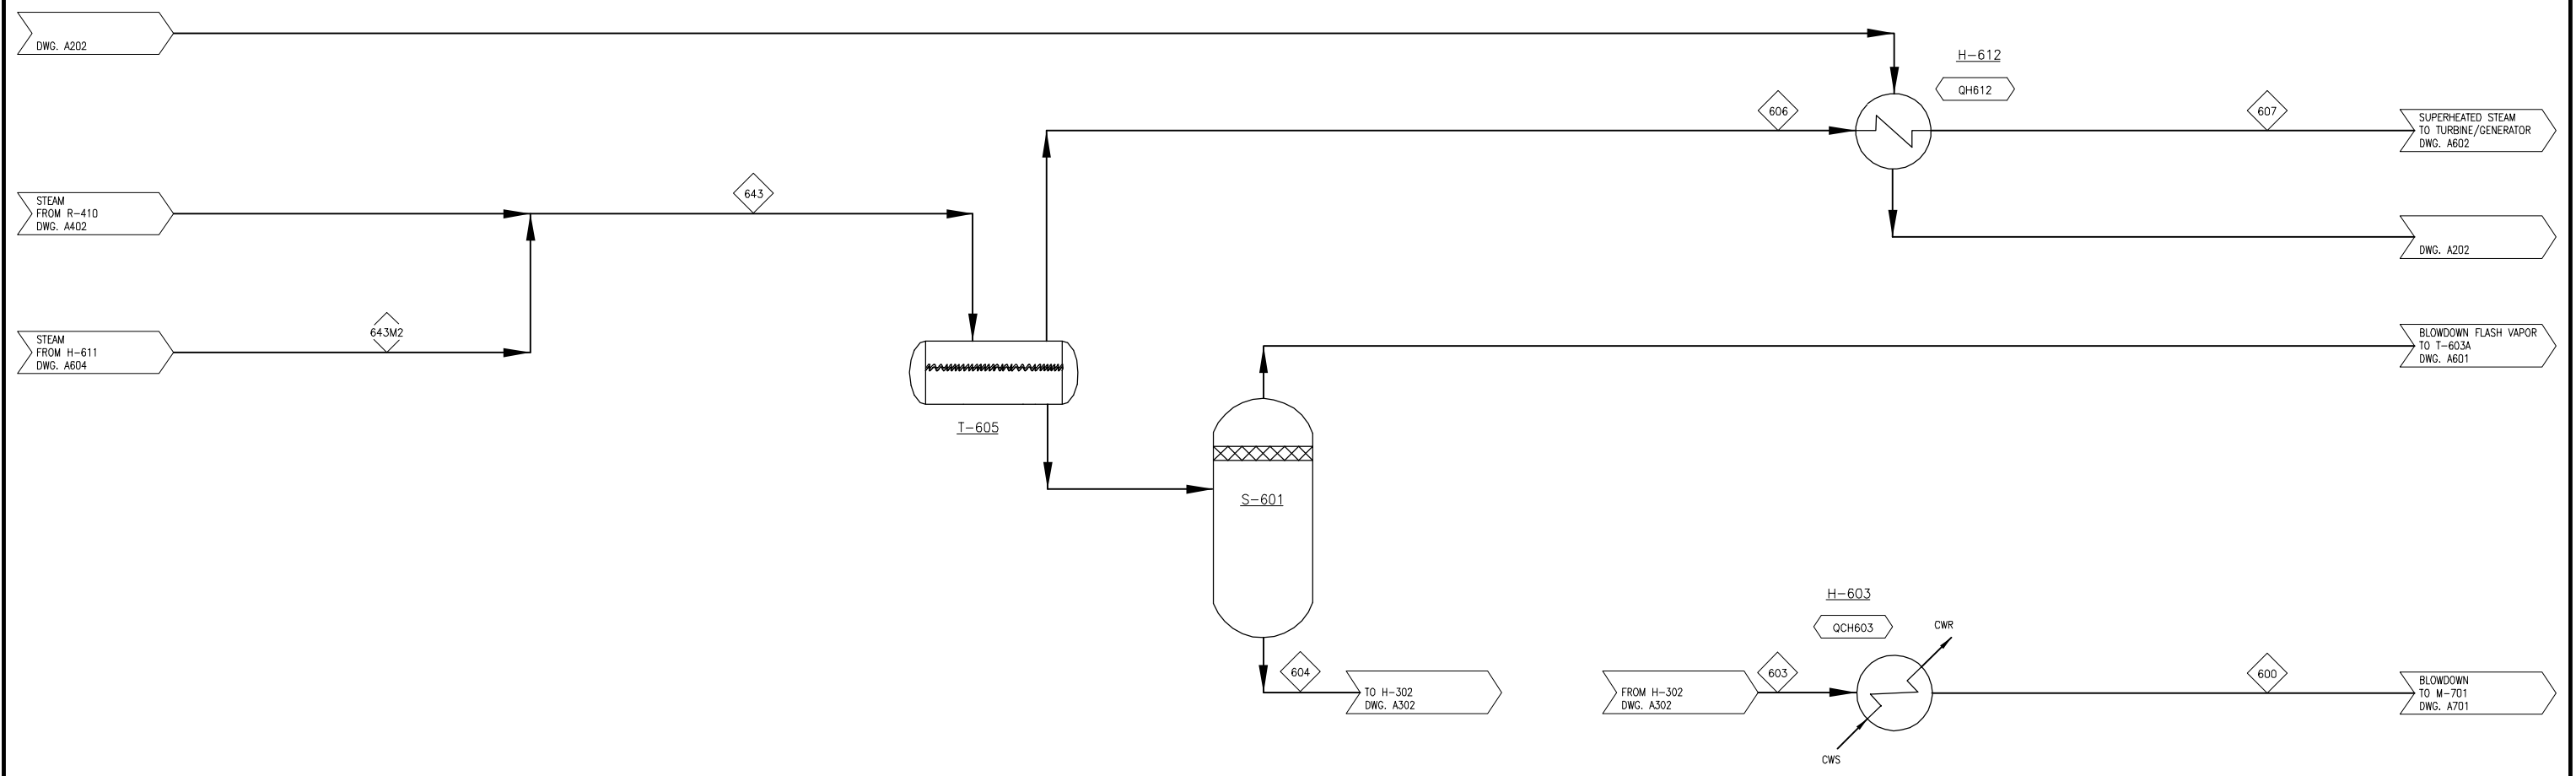 DWG. A202
H-612
QH612
606
607
SUPERHEATED STEAM
TO TURBINE/GENERATOR
DWG. A602
STEAM
FROM R-410
DWG. A402
643
DWG. A202
STEAM
FROM H-611
DWG. A604
643M2
BLOWDOWN FLASH VAPOR
TO T-603A
DWG. A601
T-605
S-601
H-603
QCH603
CWR
604
TO H-302
DWG. A302
FROM H-302
DWG. A302
603
600
BLOWDOWN
TO M-701
DWG. A701
CWS